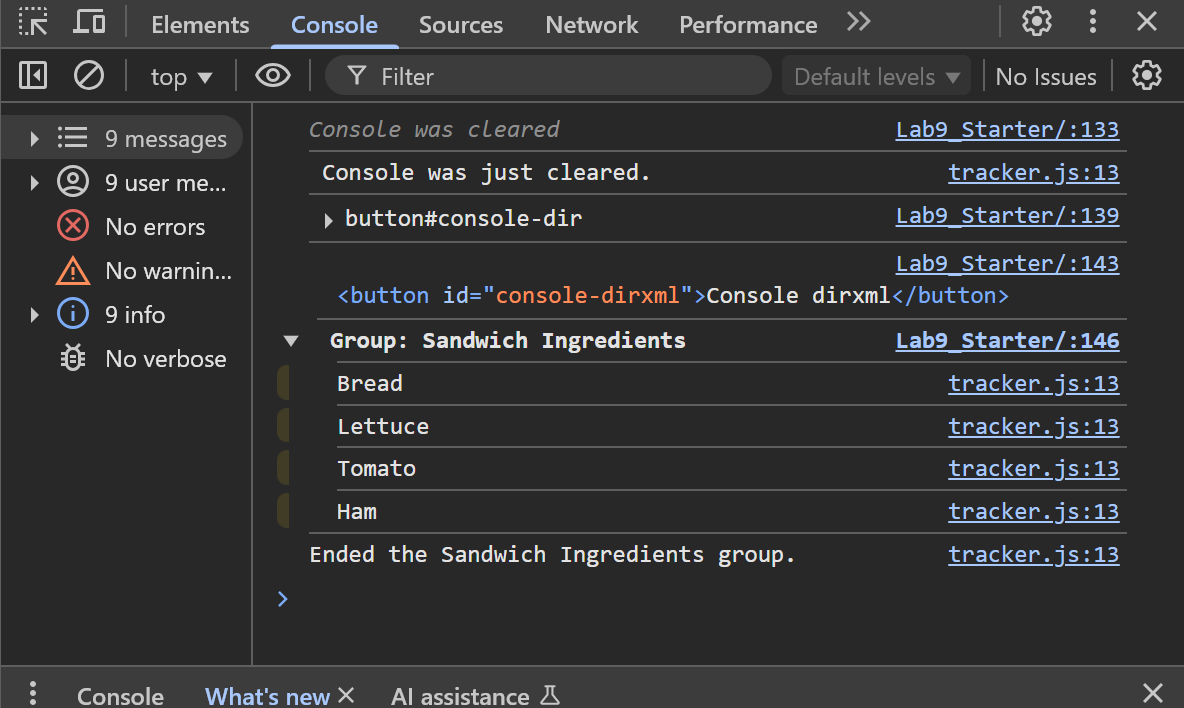 Elements Console Sources Network Performance
top Filter Default levels No Issues
9 messages
9 user me...
No errors
No warnin...
9 info
No verbose
Console was cleared Lab9_Starter/:133
Console was just cleared. tracker.js:13
button#console-dir Lab9_Starter/:139
Lab9_Starter/:143
<button id="console-dirxml">Console dirxml</button>
Group: Sandwich Ingredients Lab9_Starter/:146
Bread tracker.js:13
Lettuce tracker.js:13
Tomato tracker.js:13
Ham tracker.js:13
Ended the Sandwich Ingredients group. tracker.js:13
Console What's new AI assistance